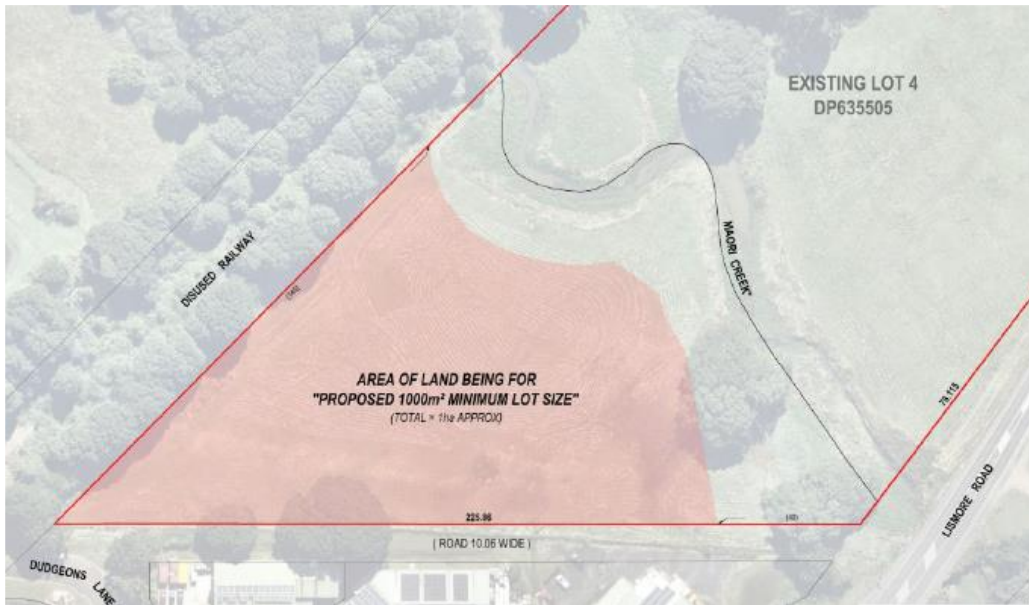 EXISTING LOT 4
DP635505
MAORI CREEK"
DISUSED RAILWAY
AREA OF LAND BEING FOR
"PROPOSED 1000m² MINIMUM LOT SIZE"
(TOTAL = 1ha APPROX)
79.115
LISMORE ROAD
225.96
( ROAD 10.06 WIDE )
DUDGEONS LANE